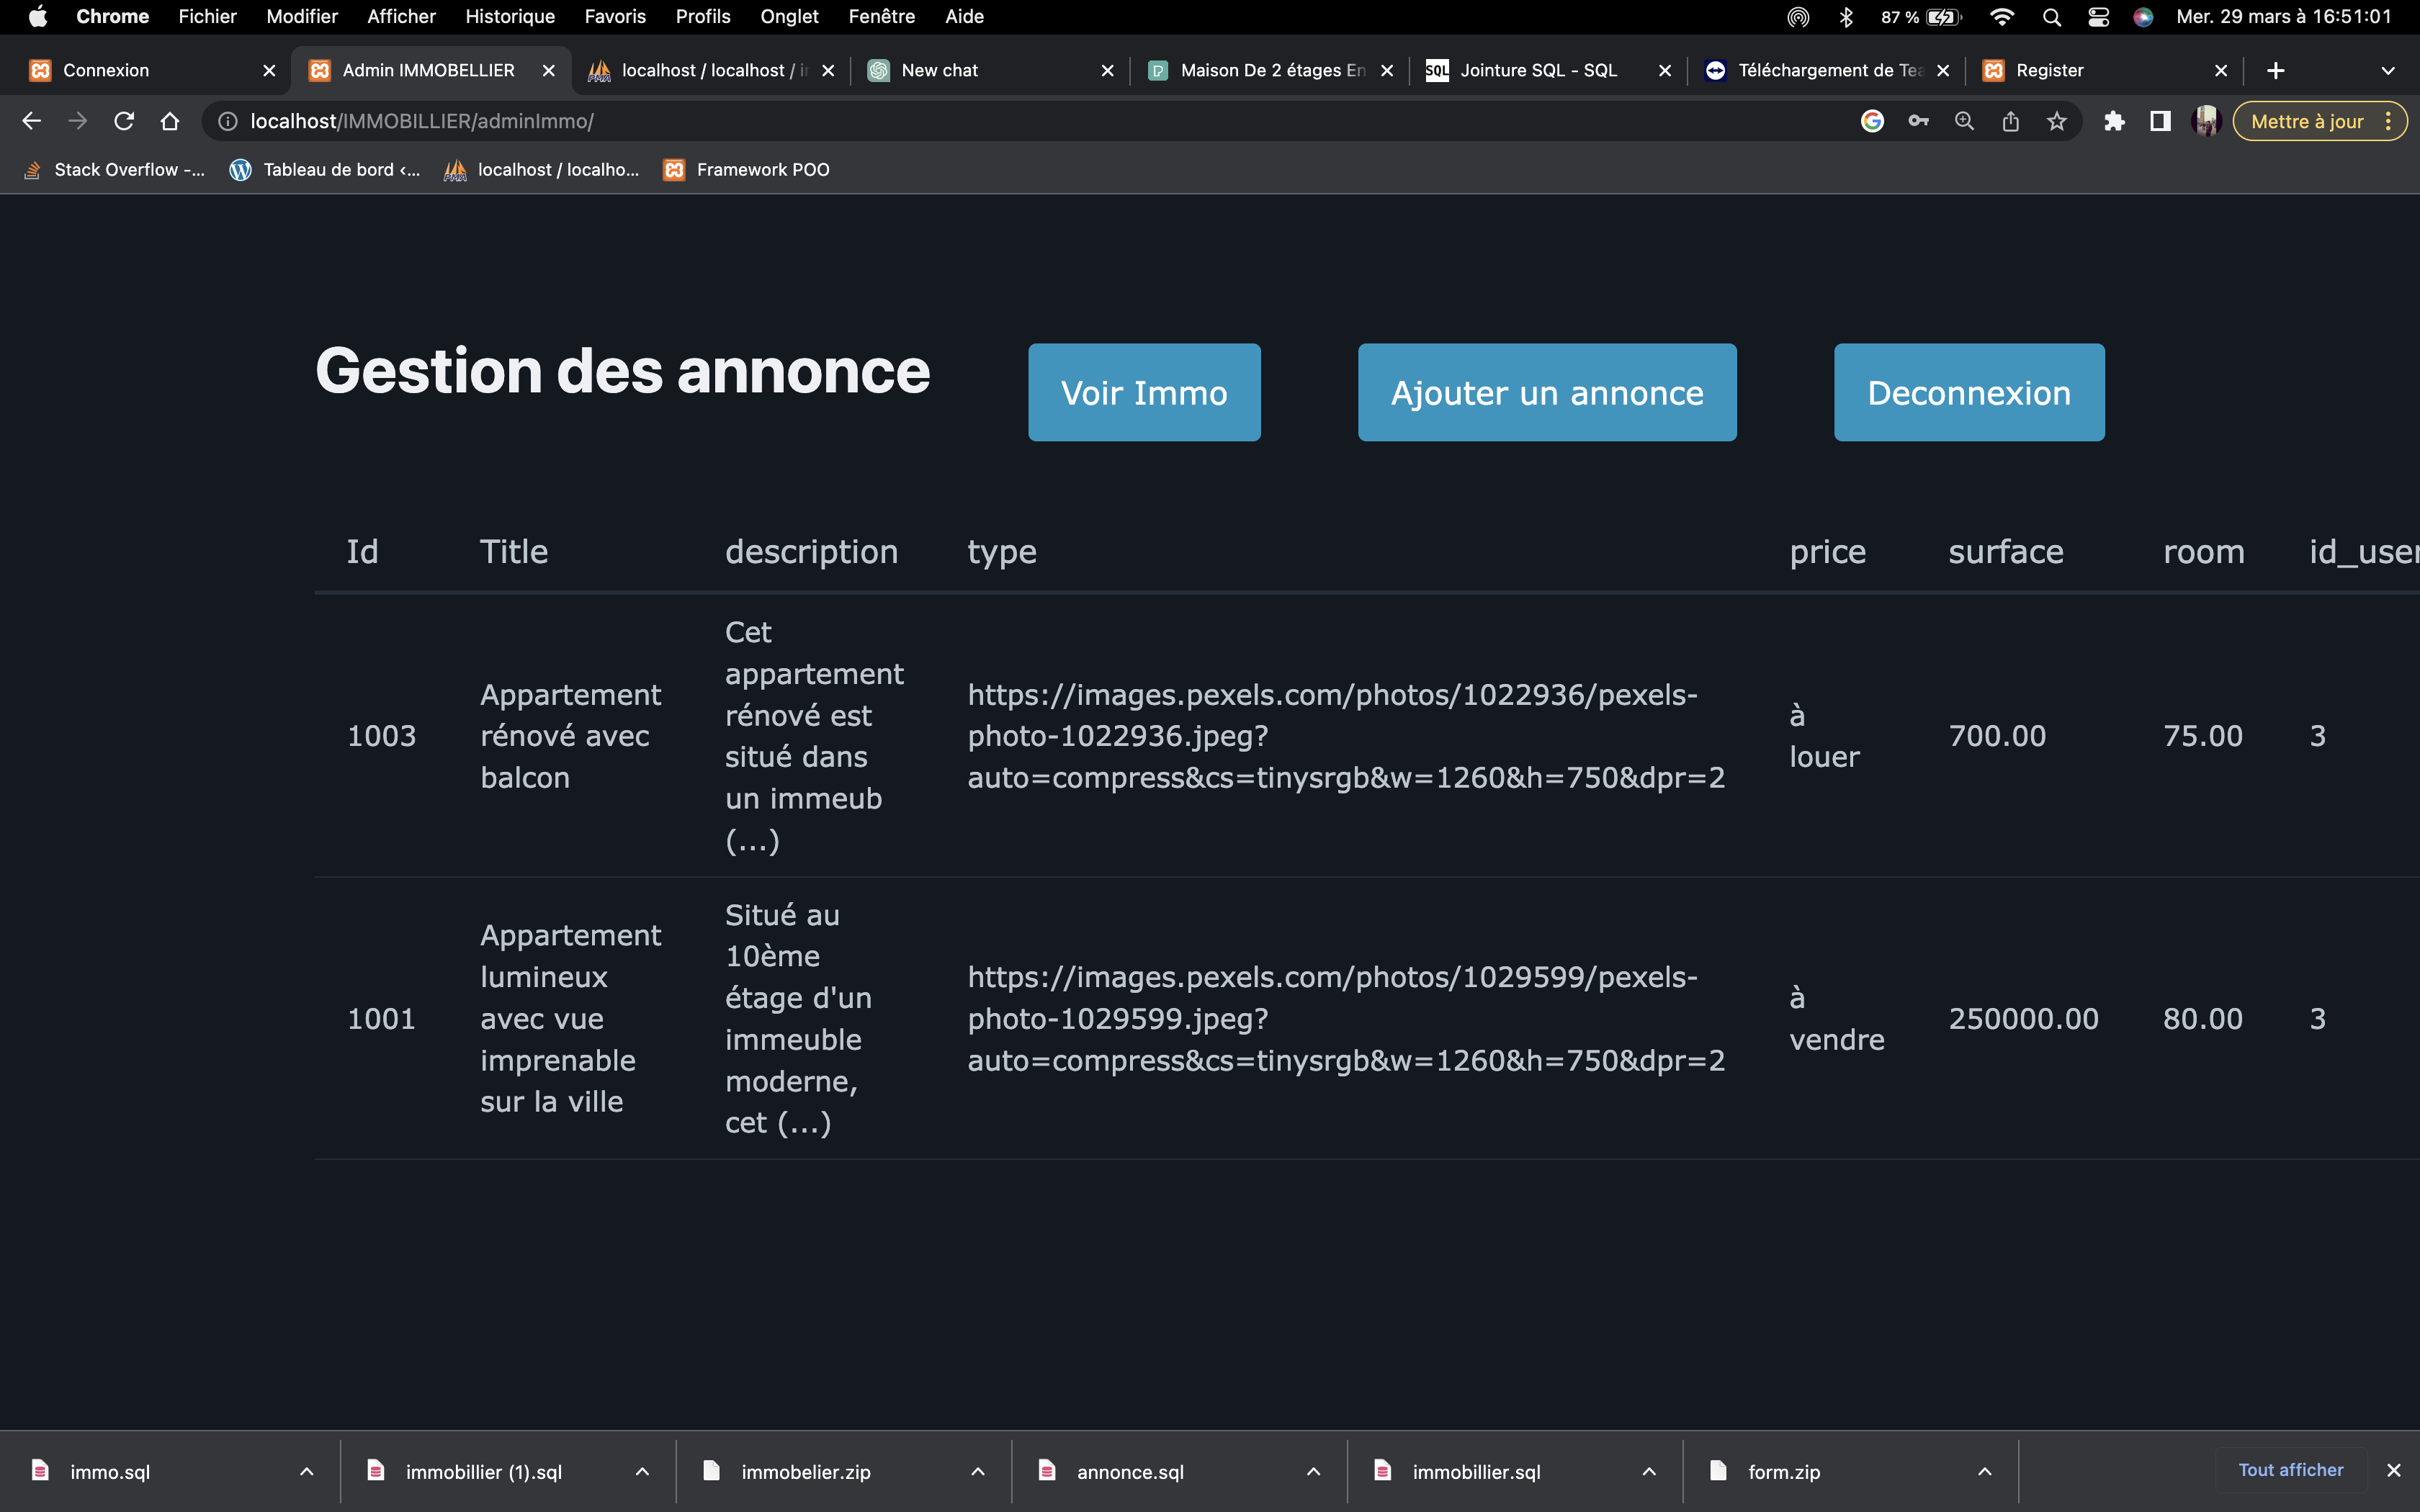 Chrome Fichier Modifier Afficher Historique Favoris Profils Onglet Fenêtre Aide 87 % Mer. 29 mars à 16:51:01
Connexion Admin IMMOBELLIER localhost / localhost / New chat Maison De 2 étages En Jointure SQL - SQL Téléchargement de Tea Register
localhost/IMMOBILLIER/adminImmo/ Mettre à jour
Stack Overflow -... Tableau de bord ‹... localhost / localho... Framework POO
Gestion des annonce Voir Immo Ajouter un annonce Deconnexion
Id Title description type price surface room id_user
1003
Appartement
rénové avec
balcon
Cet
appartement
rénové est
situé dans
un immeub
(...)
https://images.pexels.com/photos/1022936/pexels-
photo-1022936.jpeg?
auto=compress&cs=tinysrgb&w=1260&h=750&dpr=2
à
louer
700.00
75.00
3
1001
Appartement
lumineux
avec vue
imprenable
sur la ville
Situé au
10ème
étage d'un
immeuble
moderne,
cet (...)
https://images.pexels.com/photos/1029599/pexels-
photo-1029599.jpeg?
auto=compress&cs=tinysrgb&w=1260&h=750&dpr=2
à
vendre
250000.00
80.00
3
immo.sql immobillier (1).sql immobelier.zip annonce.sql immobillier.sql form.zip Tout afficher